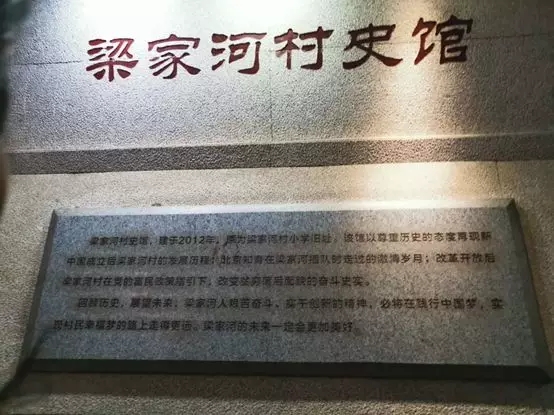 梁家河村史馆
梁家河村史馆，建于2012年，原为梁家河村小学旧址，该馆以尊重历史的态度再现新
中国成立后梁家河村的发展历程；北京知青在梁家河插队时走过的激情岁月；改革开放后
梁家河村在党的富民政策指引下，改变贫穷落后面貌的奋斗史实。
回顾历史，展望未来，梁家河人艰苦奋斗、实干创新的精神，必将在践行中国梦，实
现村民幸福梦的路上走得更远，梁家河的未来一定会更加美好。